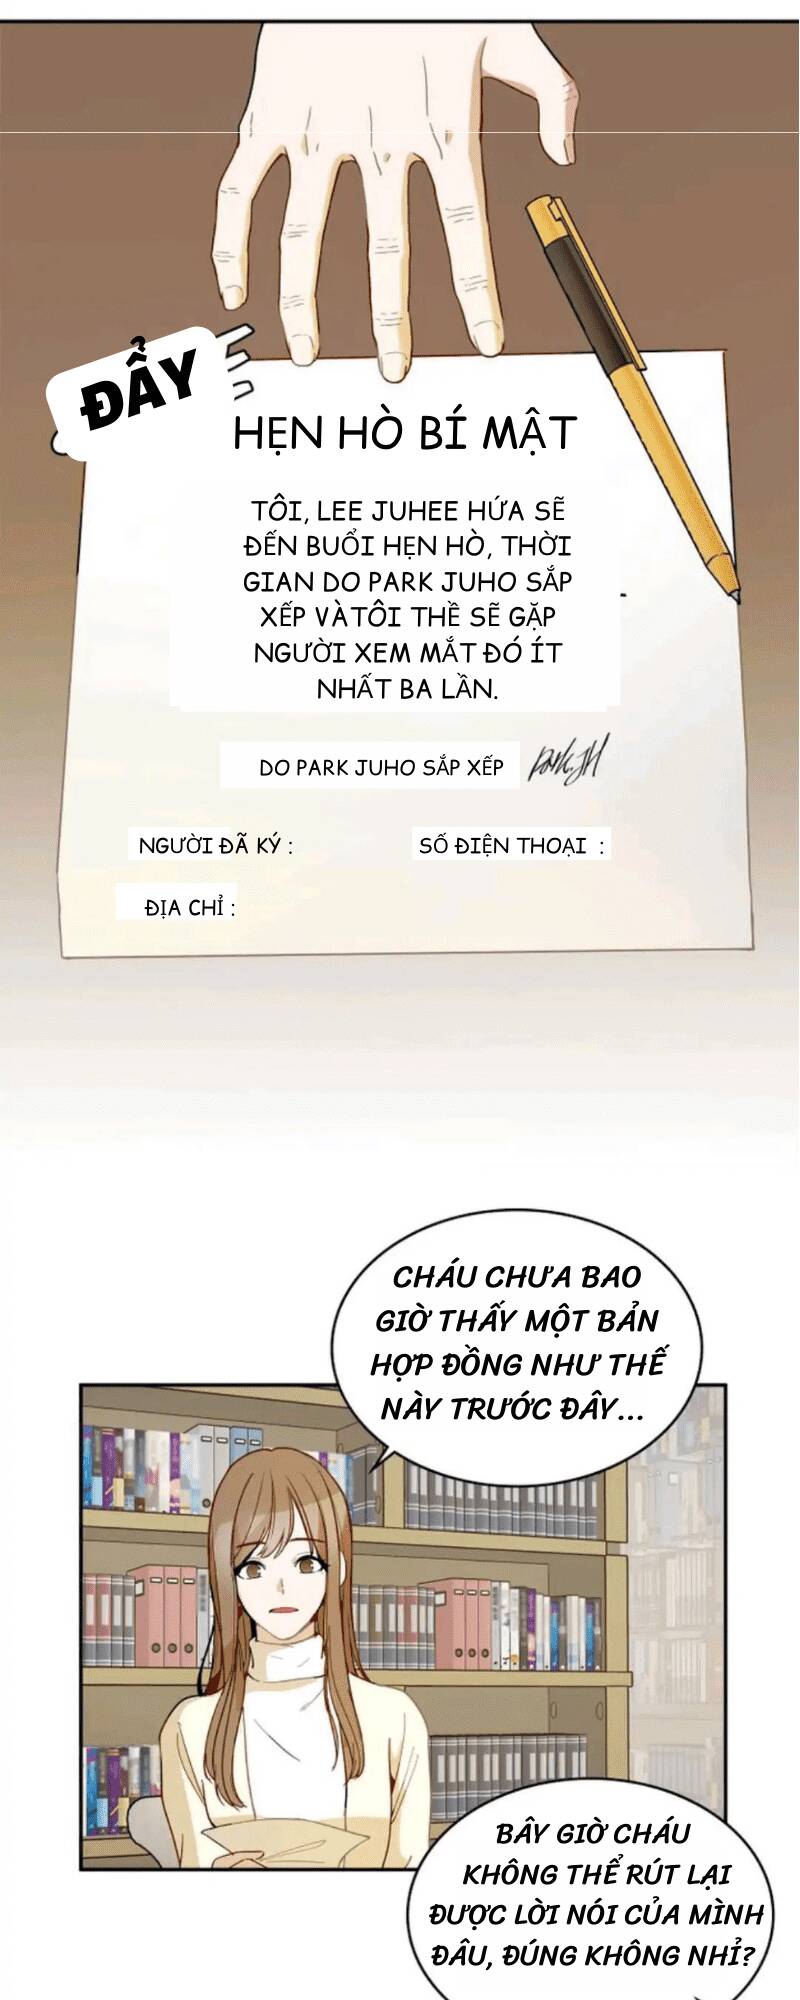 ĐẨY
HẸN HÒ BÍ MẬT
TÔI, LEE JUHEE HỨA SẼ
ĐẾN BUỔI HẸN HÒ, THỜI
GIAN DO PARK JUHO SẮP
XẾP VÀTÔI THỀ SẼ GẶP
NGƯỜI XEM MẮT ĐÓ ÍT
NHẤT BA LẦN.
DO PARK JUHO SẮP XẾP Park.JH
NGƯỜI ĐÃ KÝ : SỐ ĐIỆN THOẠI :
ĐỊA CHỈ :
CHÁU CHƯA BAO
GIỜ THẤY MỘT BẢN
HỢP ĐỒNG NHƯ THẾ
NÀY TRƯỚC ĐÂY...
BÂY GIỜ CHÁU
KHÔNG THỂ RÚT LẠI
ĐƯỢC LỜI NÓI CỦA MÌNH
ĐÂU, ĐÚNG KHÔNG NHỈ?